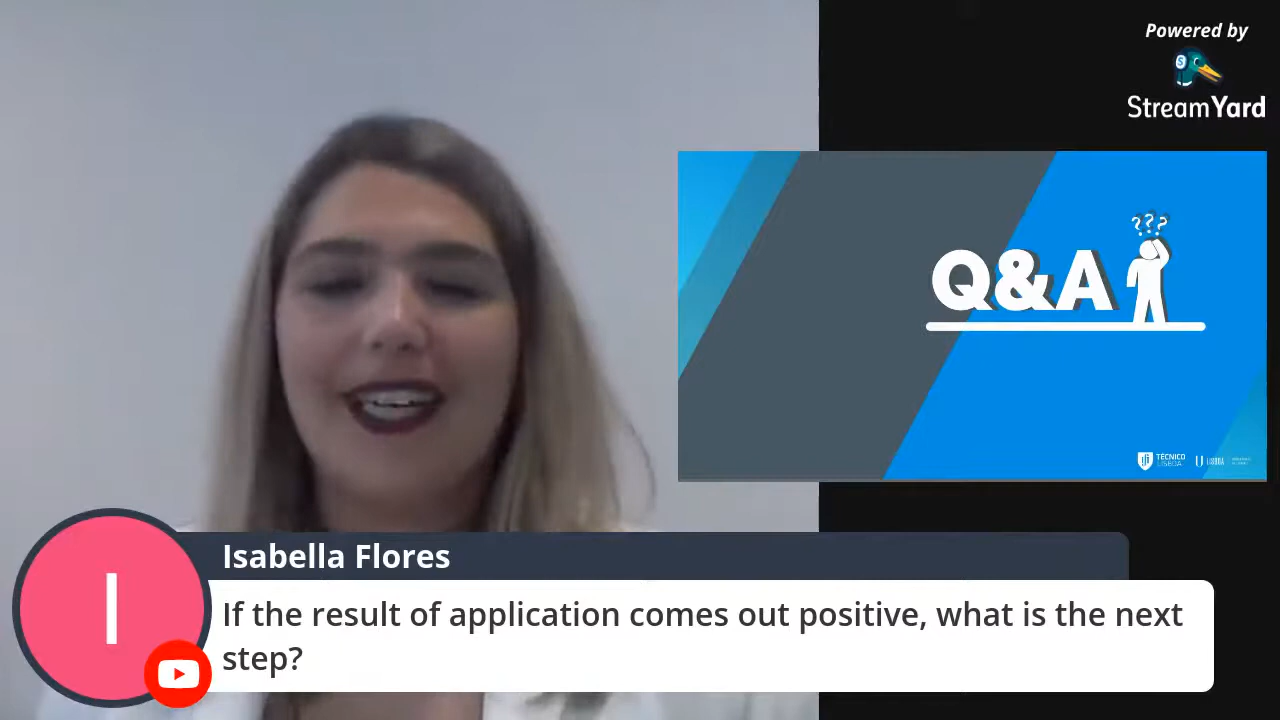 Powered by
StreamYard
Q&A
???
TÉCNICO
LISBOA
LISBOA
Isabella Flores
I
If the result of application comes out positive, what is the next
step?